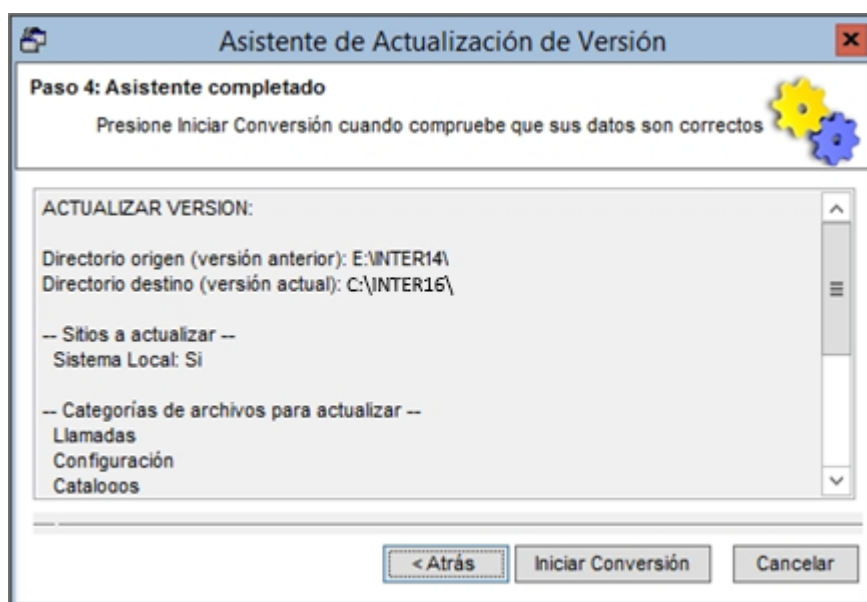 Asistente de Actualización de Versión
Paso 4: Asistente completado
Presione Iniciar Conversión cuando compruebe que sus datos son correctos
ACTUALIZAR VERSION:
Directorio origen (versión anterior): E:\INTER14\
Directorio destino (versión actual): C:\INTER16\
-- Sitios a actualizar --
Sistema Local: Si
-- Categorías de archivos para actualizar --
Llamadas
Configuración
Catalogos
< Atrás
Iniciar Conversión
Cancelar